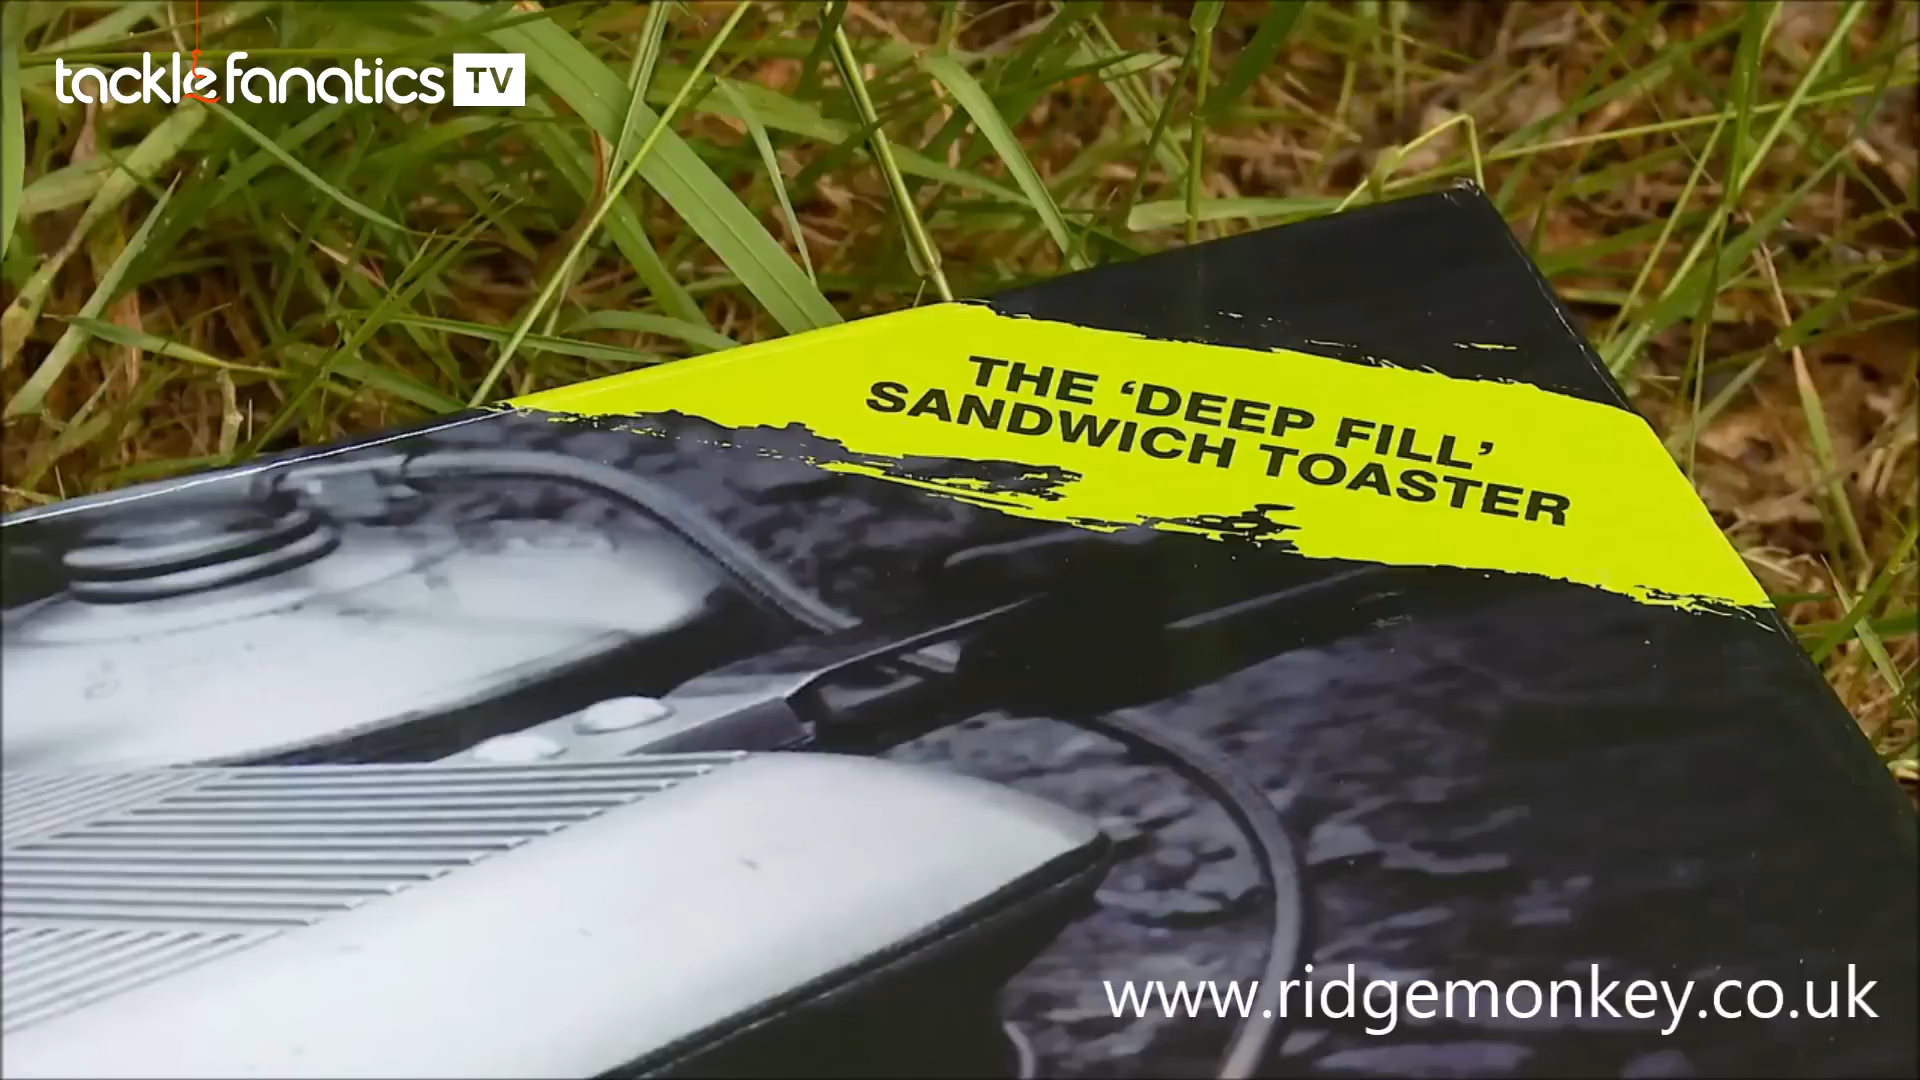 tacklefanatics TV
THE ‘DEEP FILL’
SANDWICH TOASTER
www.ridgemonkey.co.uk